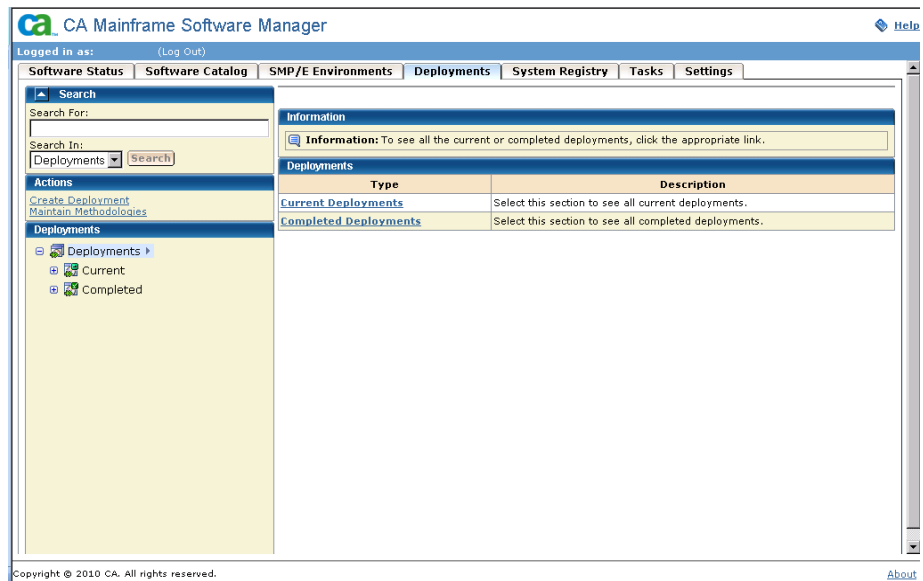 ca CA Mainframe Software Manager
Help
Logged in as: (Log Out)
Software Status Software Catalog SMP/E Environments Deployments System Registry Tasks Settings
Search
Search For:
Search In:
Deployments Search
Actions
Create Deployment
Maintain Methodologies
Deployments
Deployments
Current
Completed
Information
Information: To see all the current or completed deployments, click the appropriate link.
Deployments
Type Description
Current Deployments Select this section to see all current deployments.
Completed Deployments Select this section to see all completed deployments.
Copyright © 2010 CA. All rights reserved.
About